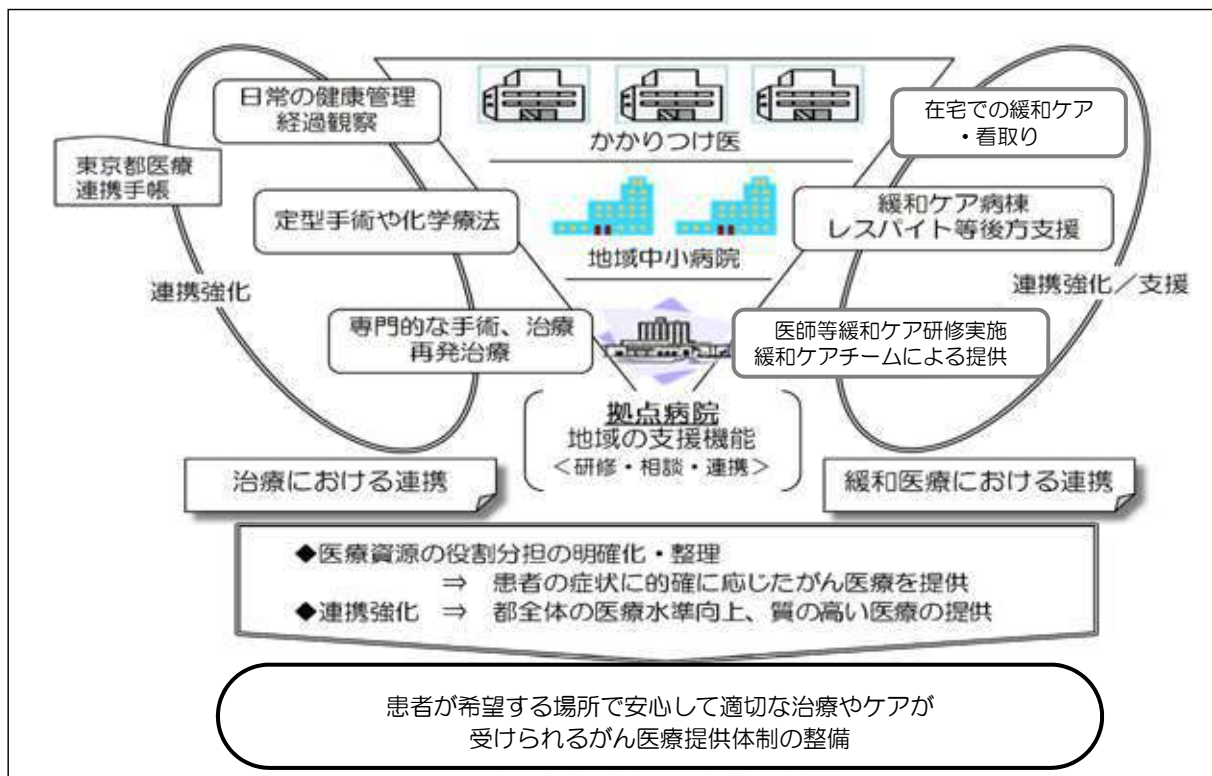 日常の健康管理
経過観察
かかりつけ医
在宅での緩和ケア
・看取り
東京都医療
連携手帳
定型手術や化学療法
地域中小病院
緩和ケア病棟
レスパイト等後方支援
連携強化
連携強化／支援
専門的な手術、治療
再発治療
医師等緩和ケア研修実施
緩和ケアチームによる提供
拠点病院
地域の支援機能
＜研修・相談・連携＞
治療における連携
緩和医療における連携
◆医療資源の役割分担の明確化・整理
⇒ 患者の症状に的確に応じたがん医療を提供
◆連携強化 ⇒ 都全体の医療水準向上、質の高い医療の提供
患者が希望する場所で安心して適切な治療やケアが
受けられるがん医療提供体制の整備